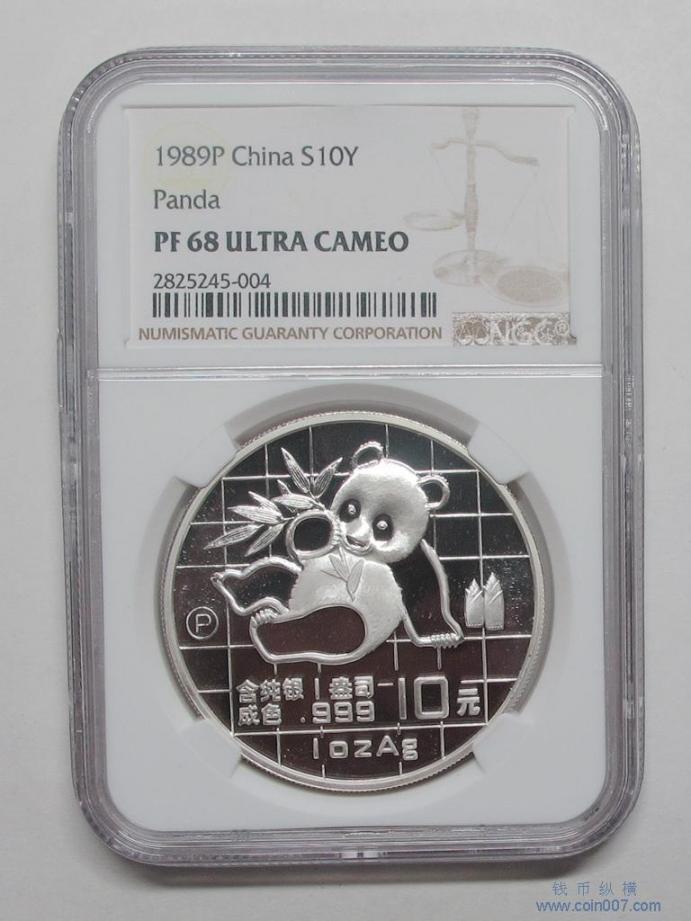 1989P China S10Y
Panda
PF 68 ULTRA CAMEO
2825245-004
NUMISMATIC GUARANTY CORPORATION
NGC®
P
含纯银 1盎司 10元
成色 .999
1ozAg
钱币纵横
www.coin007.com